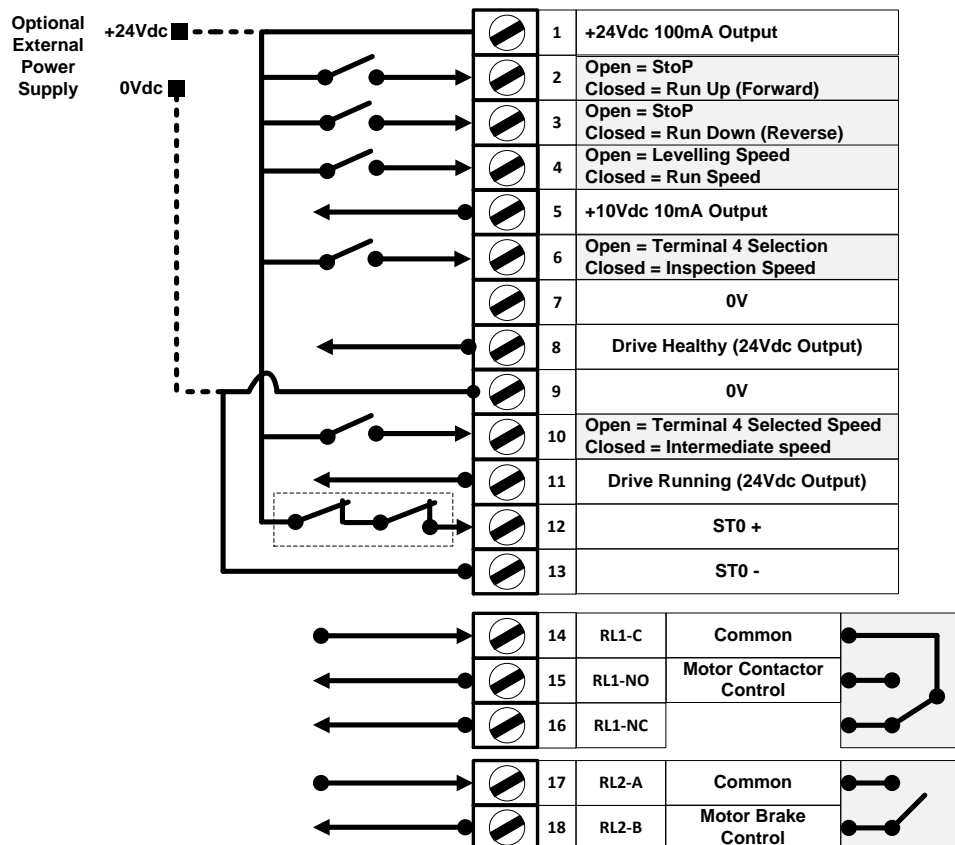 Optional
External
Power
Supply
+24Vdc
0Vdc
1 +24Vdc 100mA Output
2 Open = StoP
Closed = Run Up (Forward)
3 Open = StoP
Closed = Run Down (Reverse)
4 Open = Levelling Speed
Closed = Run Speed
5 +10Vdc 10mA Output
6 Open = Terminal 4 Selection
Closed = Inspection Speed
7 0V
8 Drive Healthy (24Vdc Output)
9 0V
10 Open = Terminal 4 Selected Speed
Closed = Intermediate speed
11 Drive Running (24Vdc Output)
12 ST0 +
13 ST0 -
14 RL1-C Common
15 RL1-NO Motor Contactor
Control
16 RL1-NC
17 RL2-A Common
18 RL2-B Motor Brake
Control